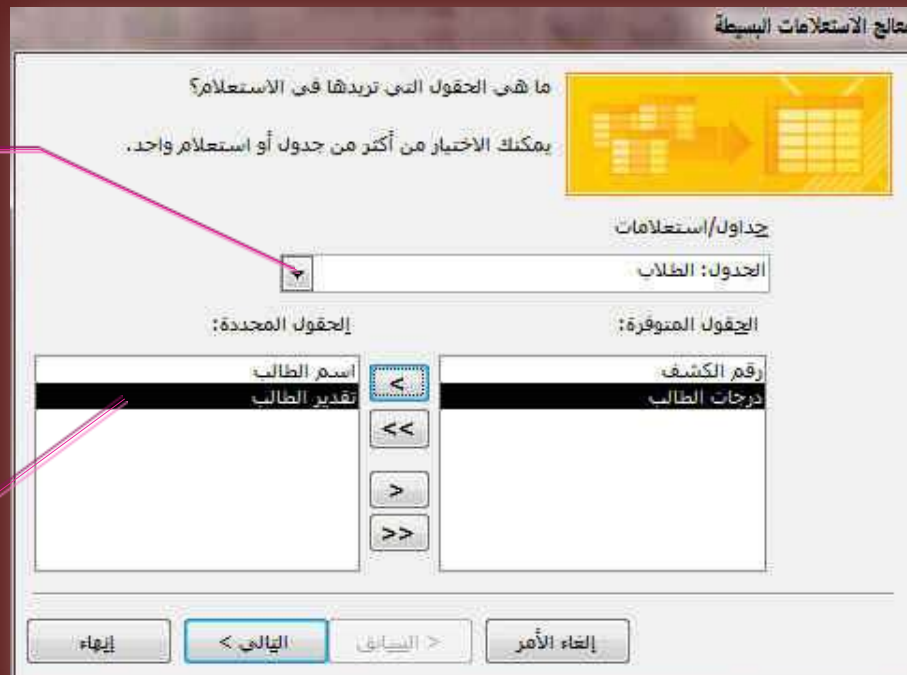 معالج الاستعلامات البسيطة
ما هي الحقول التي تريدها في الاستعلام؟
يمكنك الاختيار من أكثر من جدول أو استعلام واحد.
جداول/استعلامات
الجدول: الطلاب
الحقول المتوفرة:
الحقول المحددة:
رقم الكشف
درجات الطالب
اسم الطالب
تقدير الطالب
<
<<
>
>>
إلغاء الأمر
< السابق
التالي >
إنهاء